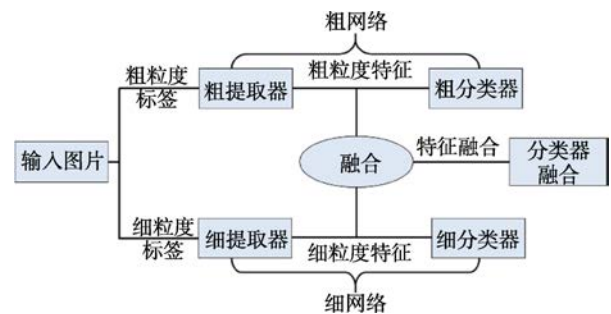 粗网络
粗粒度
标签
粗提取器
粗粒度特征
粗分类器
输入图片
融合
特征融合
分类器
融合
细粒度
标签
细提取器
细粒度特征
细分类器
细网络